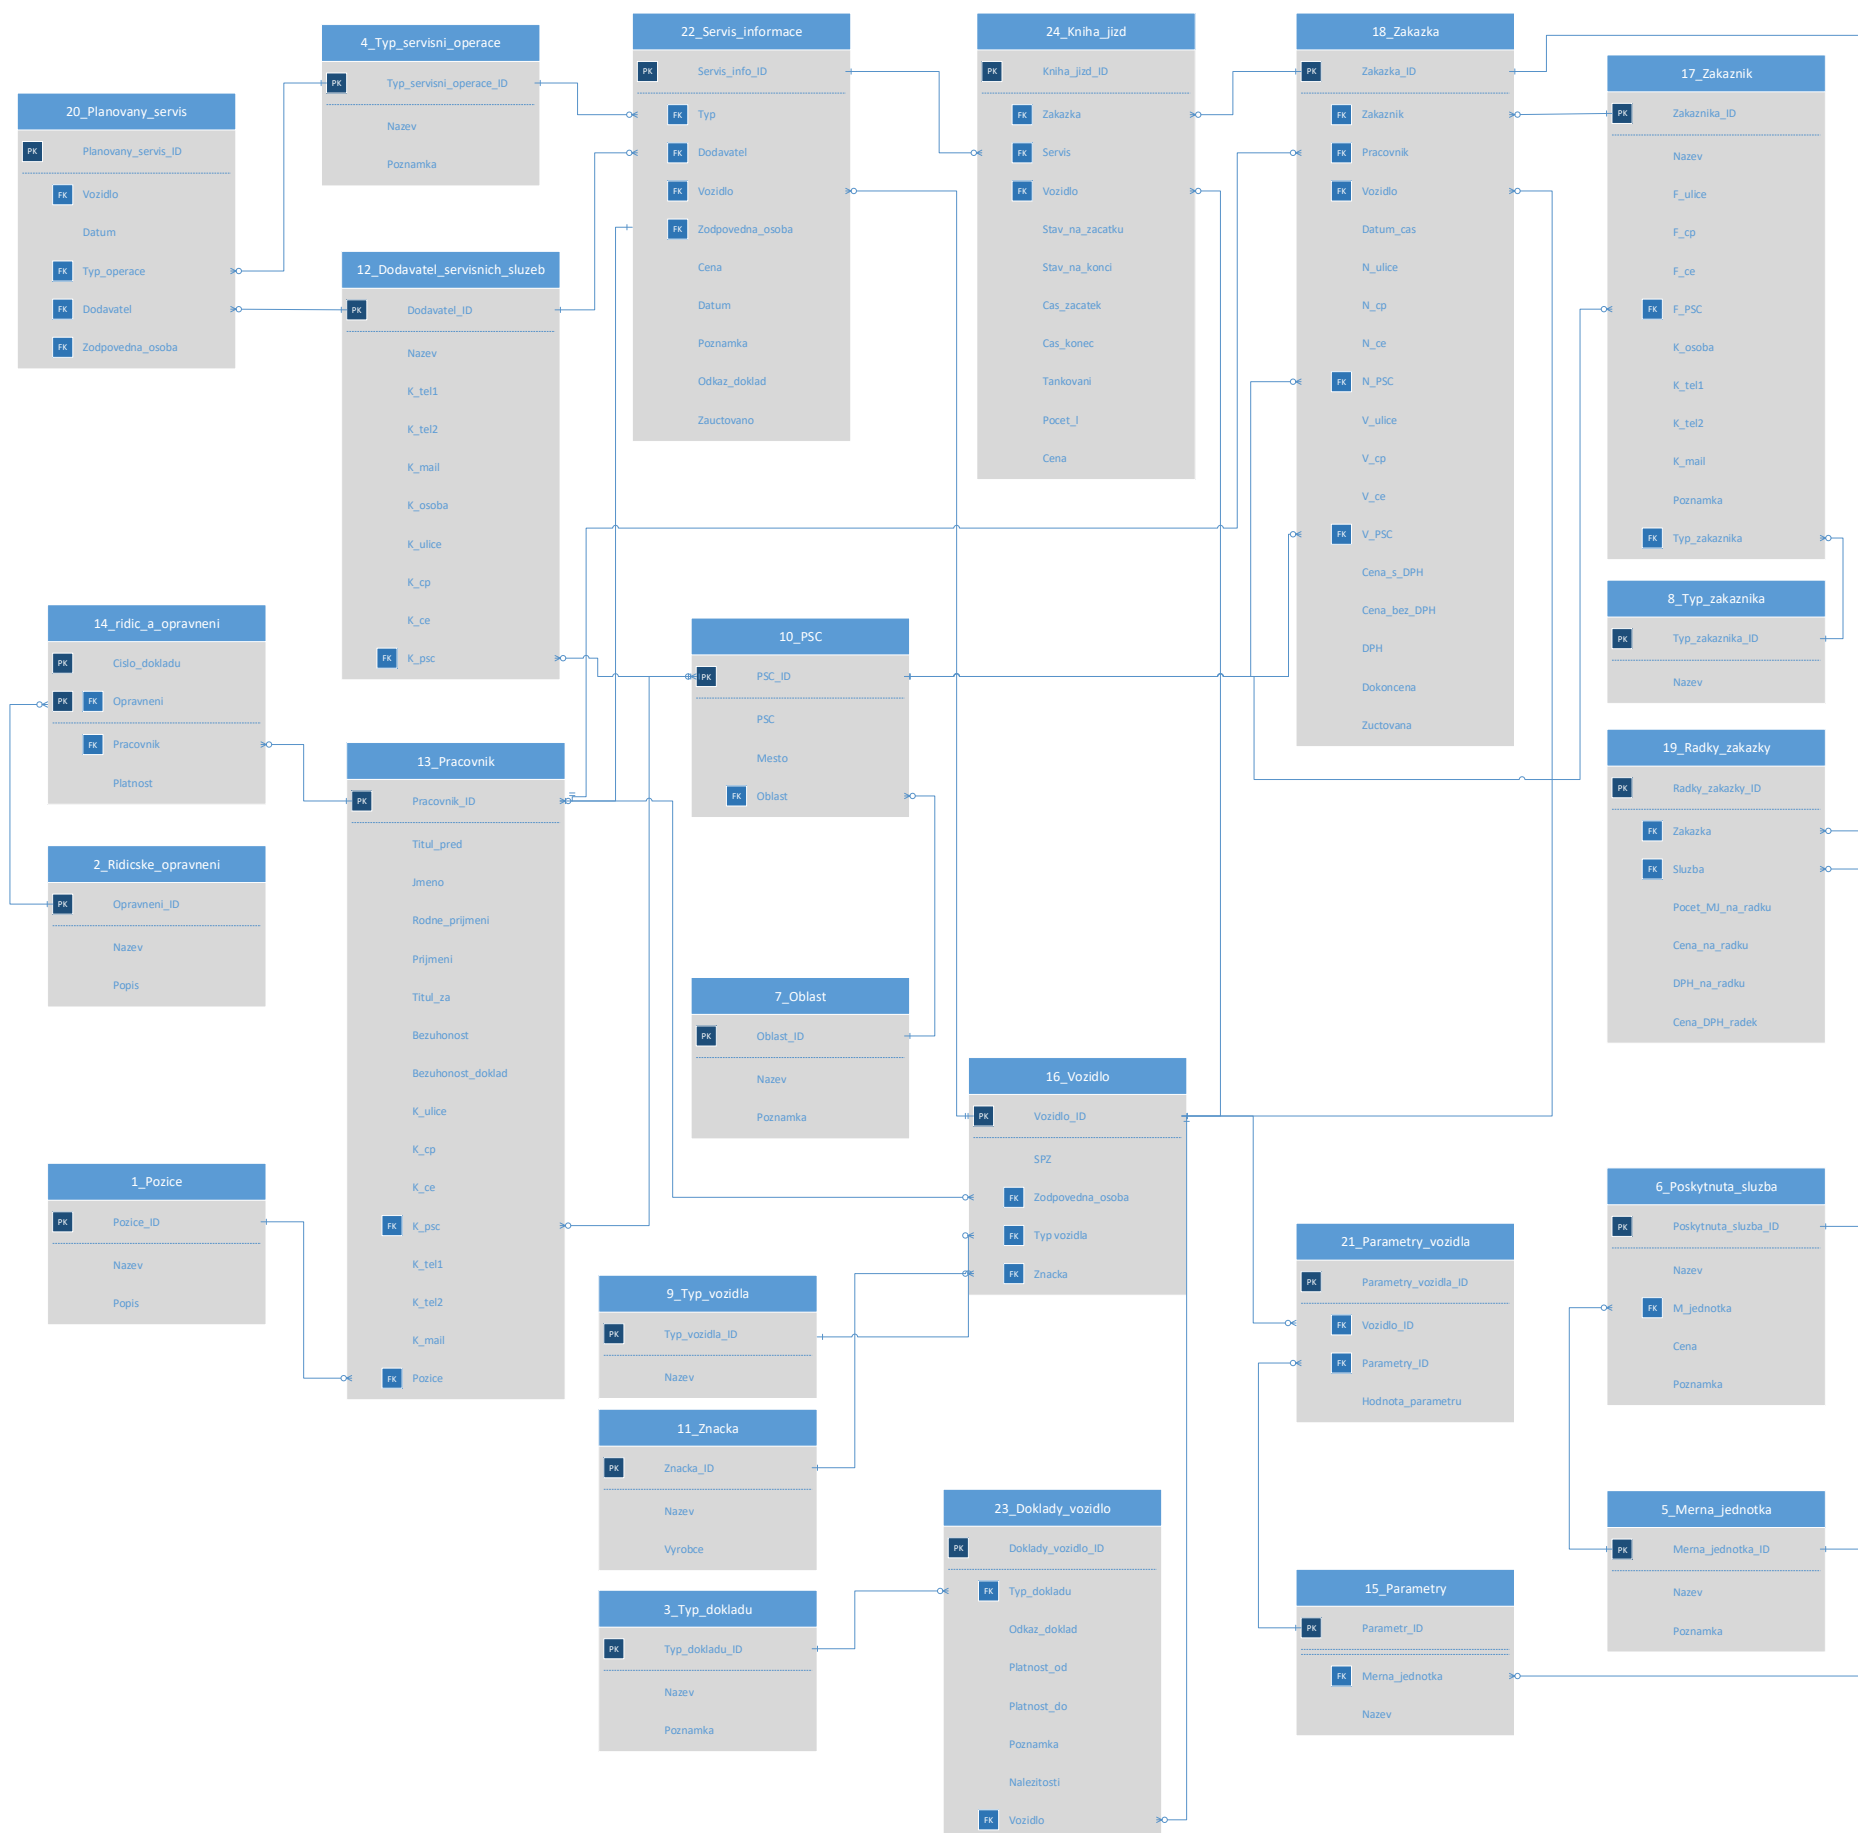 20_Planovany_servis
PK Planovany_servis_ID
FK Vozidlo
Datum
FK Typ_operace
FK Dodavatel
FK Zodpovedna_osoba
4_Typ_servisni_operace
PK Typ_servisni_operace_ID
Nazev
Poznamka
22_Servis_informace
PK Servis_info_ID
FK Typ
FK Dodavatel
FK Vozidlo
FK Zodpovedna_osoba
Cena
Datum
Poznamka
Odkaz_doklad
Zauctovano
24_Kniha_jizd
PK Kniha_jizd_ID
FK Zakazka
FK Servis
FK Vozidlo
Stav_na_zacatku
Stav_na_konci
Cas_zacatek
Cas_konec
Tankovani
Pocet_l
Cena
18_Zakazka
PK Zakazka_ID
FK Zakaznik
FK Pracovnik
FK Vozidlo
Datum_cas
N_ulice
N_cp
N_ce
FK N_PSC
V_ulice
V_cp
V_ce
FK V_PSC
Cena_s_DPH
Cena_bez_DPH
DPH
Dokoncena
Zuctovana
17_Zakaznik
PK Zakaznika_ID
Nazev
F_ulice
F_cp
F_ce
FK F_PSC
K_osoba
K_tel1
K_tel2
K_mail
Poznamka
FK Typ_zakaznika
12_Dodavatel_servisnich_sluzeb
PK Dodavatel_ID
Nazev
K_tel1
K_tel2
K_mail
K_osoba
K_ulice
K_cp
K_ce
FK K_psc
8_Typ_zakaznika
PK Typ_zakaznika_ID
Nazev
14_ridic_a_opravneni
PK Cislo_dokladu
PK FK Opravneni
FK Pracovnik
Platnost
10_PSC
PK PSC_ID
PSC
Mesto
FK Oblast
19_Radky_zakazky
PK Radky_zakazky_ID
FK Zakazka
FK Sluzba
Pocet_MJ_na_radku
Cena_na_radku
DPH_na_radku
Cena_DPH_radek
13_Pracovnik
PK Pracovnik_ID
Titul_pred
Jmeno
Rodne_prijmeni
Prijmeni
Titul_za
Bezuhonost
Bezuhonost_doklad
K_ulice
K_cp
K_ce
FK K_psc
K_tel1
K_tel2
K_mail
FK Pozice
2_Ridicske_opravneni
PK Opravneni_ID
Nazev
Popis
7_Oblast
PK Oblast_ID
Nazev
Poznamka
16_Vozidlo
PK Vozidlo_ID
SPZ
FK Zodpovedna_osoba
FK Typ vozidla
FK Znacka
1_Pozice
PK Pozice_ID
Nazev
Popis
6_Poskytnuta_sluzba
PK Poskytnuta_sluzba_ID
Nazev
FK M_jednotka
Cena
Poznamka
21_Parametry_vozidla
PK Parametry_vozidla_ID
FK Vozidlo_ID
FK Parametry_ID
Hodnota_parametru
9_Typ_vozidla
PK Typ_vozidla_ID
Nazev
11_Znacka
PK Znacka_ID
Nazev
Vyrobce
23_Doklady_vozidlo
PK Doklady_vozidlo_ID
FK Typ_dokladu
Odkaz_doklad
Platnost_od
Platnost_do
Poznamka
Nalezitosti
FK Vozidlo
5_Merna_jednotka
PK Merna_jednotka_ID
Nazev
Poznamka
15_Parametry
PK Parametr_ID
FK Merna_jednotka
Nazev
3_Typ_dokladu
PK Typ_dokladu_ID
Nazev
Poznamka